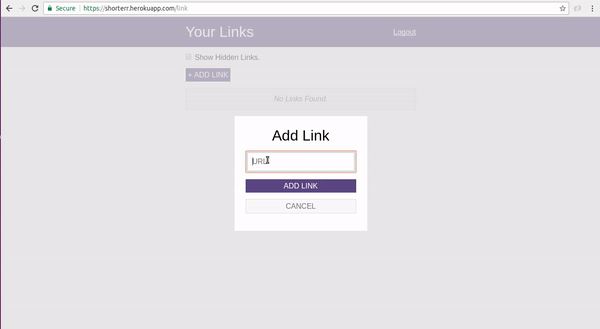 Secure https://shorterr.herokuapp.com/link
Your Links
Logout
Show Hidden Links.
+ ADD LINK
No Links Found.
Add Link
URL
ADD LINK
CANCEL